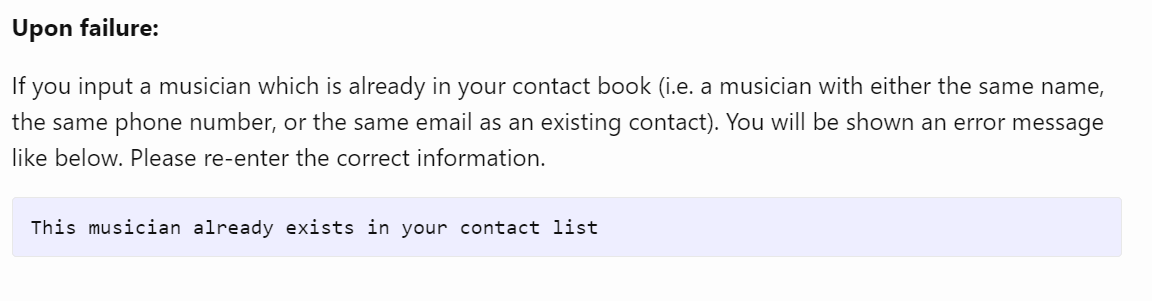 Upon failure:
If you input a musician which is already in your contact book (i.e. a musician with either the same name,
the same phone number, or the same email as an existing contact). You will be shown an error message
like below. Please re-enter the correct information.
This musician already exists in your contact list